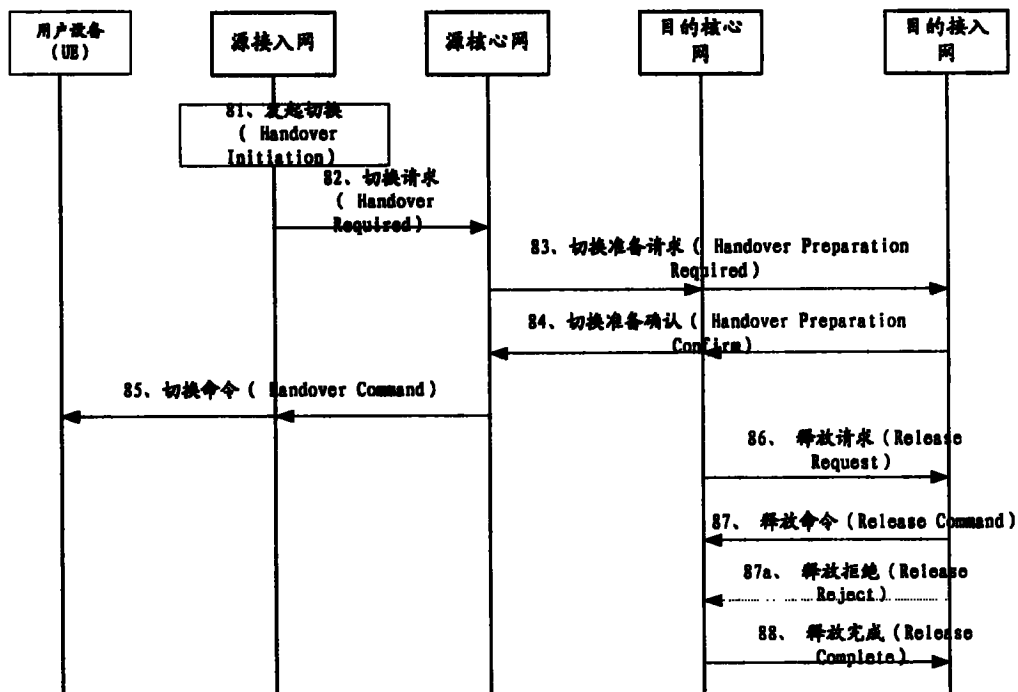 用户设备
(UE)
源接入网
源核心网
目的核心
网
目的接入
网
81、发起切换
( Handover
Initiation)
82、切换请求
( Handover
Required)
83、切换准备请求 ( Handover Preparation
Required)
84、切换准备确认 ( Handover Preparation
Confirm)
85、切换命令 ( Handover Command)
86、 释放请求 (Release
Request)
87、 释放命令 (Release Command)
87a、 释放拒绝 (Release
Reject)
88、 释放完成 (Release
Complete)